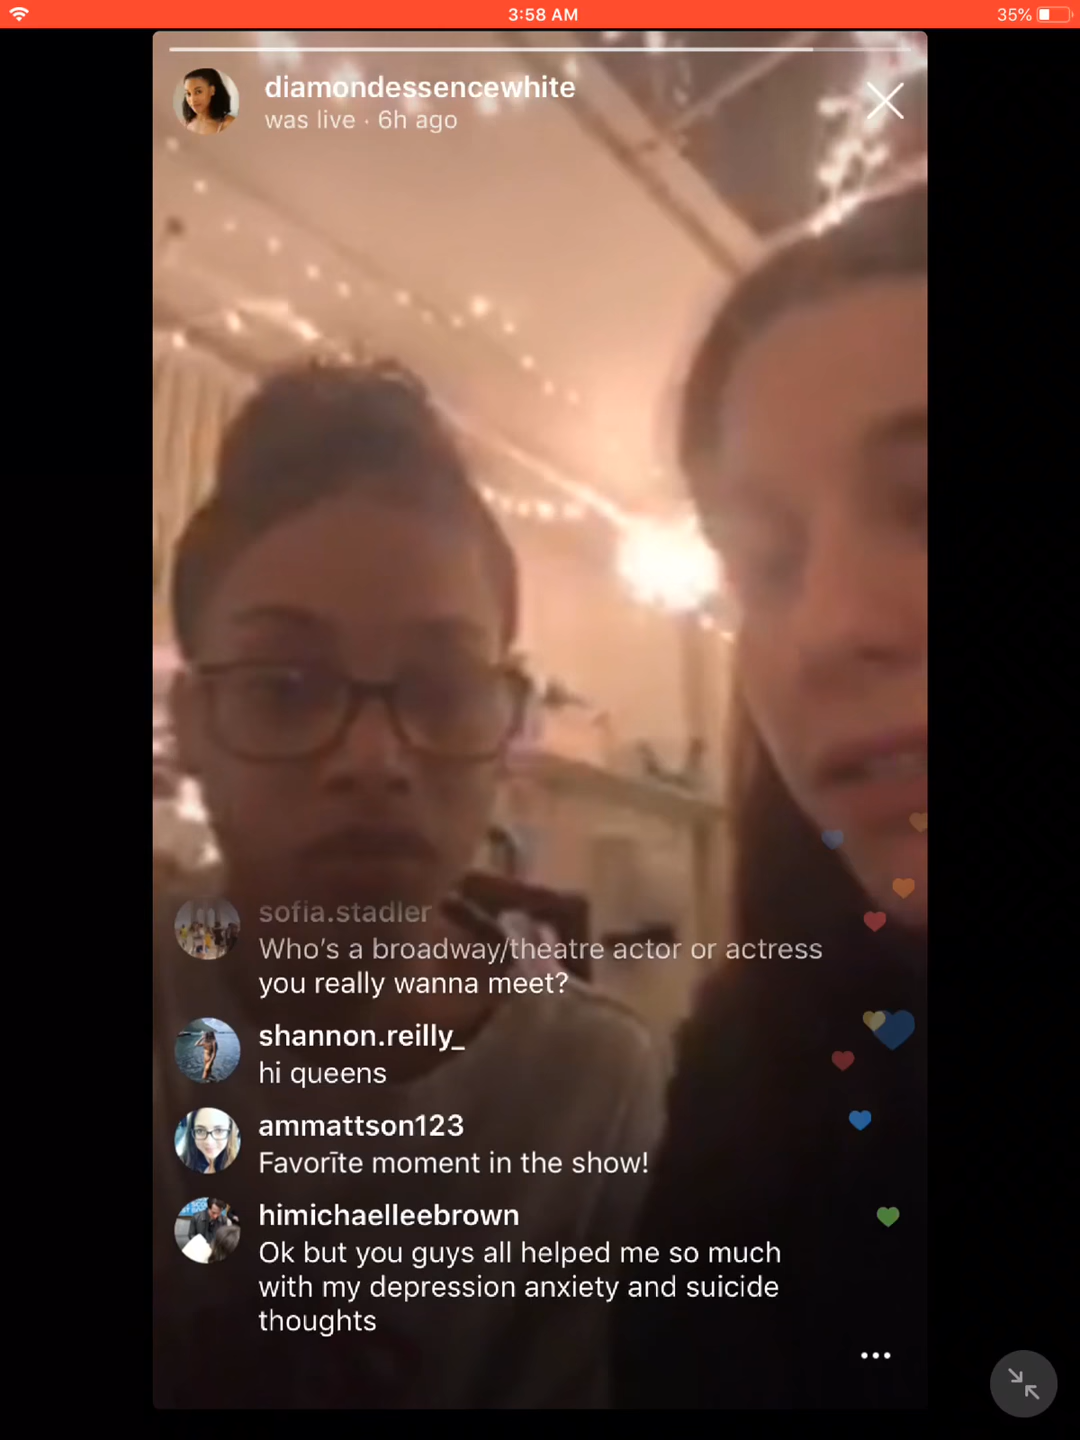 3:58 AM
35%
diamondessencewhite
was live · 6h ago
sofia.stadler
Who's a broadway/theatre actor or actress
you really wanna meet?
shannon.reilly_
hi queens
ammattson123
Favorīte moment in the show!
himichaelleebrown
Ok but you guys all helped me so much
with my depression anxiety and suicide
thoughts